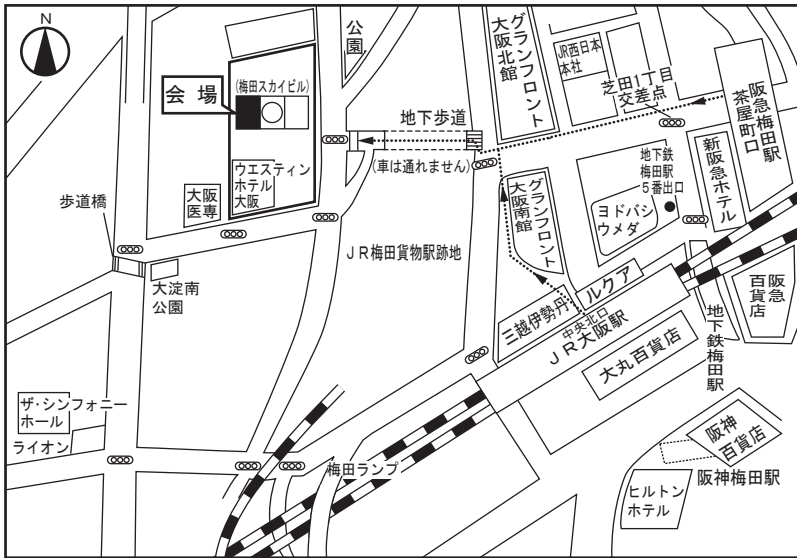 N
会 場
(梅田スカイビル)
公
園
グランフロント
大阪北館
JR西日本
本社
芝田1丁目
交差点
阪急梅田駅
茶屋町口
地下歩道
(車は通れません)
ウエスティン
ホテル
大阪
大阪
医専
歩道橋
大淀南
公園
JR梅田貨物駅跡地
グランフロント
大阪南館
地下鉄
梅田駅
5番出口
ヨドバシ
ウメダ
新阪急ホテル
ルクア
三越伊勢丹
中央北口
JR大阪駅
大丸百貨店
地下鉄梅田駅
阪急
百貨店
ザ・シンフォニー
ホール
ライオン
梅田ランプ
阪神
百貨店
阪神梅田駅
ヒルトン
ホテル